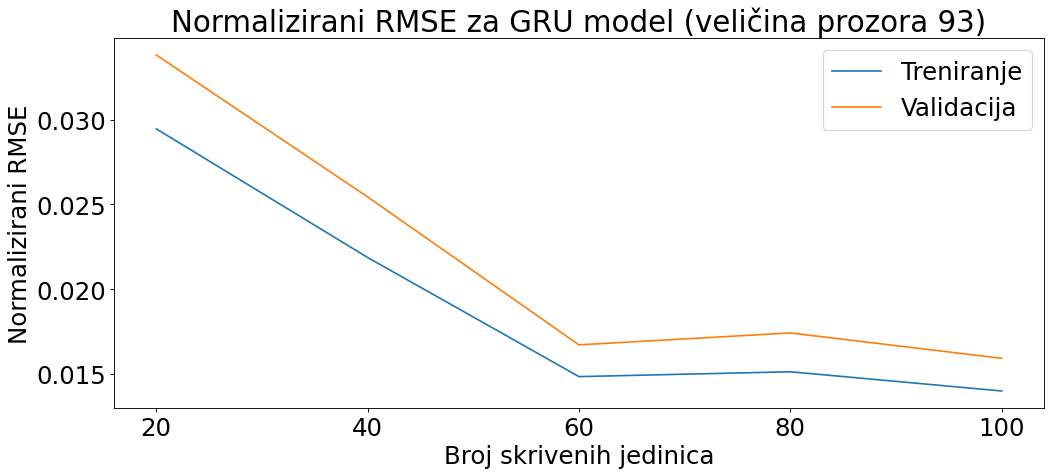 Normalizirani RMSE za GRU model (veličina prozora 93)
Treniranje
Validacija
Normalizirani RMSE
0.030
0.025
0.020
0.015
20 40 60 80 100
Broj skrivenih jedinica